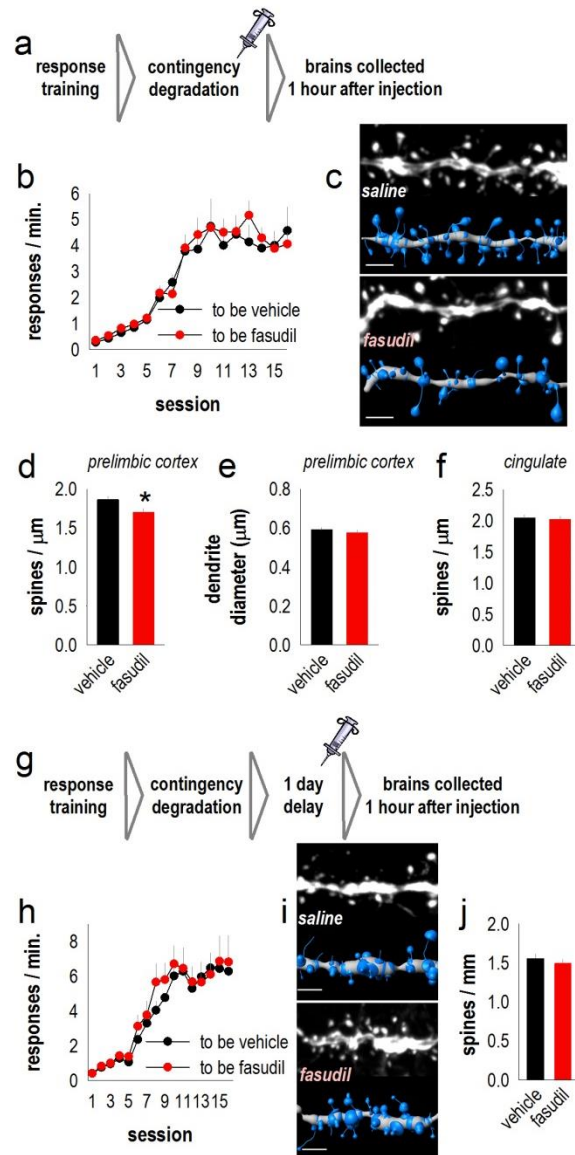 a
response
training
contingency
degradation
brains collected
1 hour after injection
b
responses / min.
6
5
4
3
2
1
0
to be vehicle
to be fasudil
1 3 5 7 9 11 13 15
session
c
saline
fasudil
d
prelimbic cortex
spines / μm
2.0
1.5
1.0
0.5
0.0
*
vehicle
fasudil
e
prelimbic cortex
dendrite
diameter (μm)
0.8
0.6
0.4
0.2
0.0
vehicle
fasudil
f
cingulate
spines / μm
2.5
2.0
1.5
1.0
0.5
0.0
vehicle
fasudil
g
response
training
contingency
degradation
1 day
delay
brains collected
1 hour after injection
h
responses / min.
8
6
4
2
0
to be vehicle
to be fasudil
1 3 5 7 9 11 13 15
session
i
saline
fasudil
j
spines / mm
2.0
1.5
1.0
0.5
0.0
vehicle
fasudil